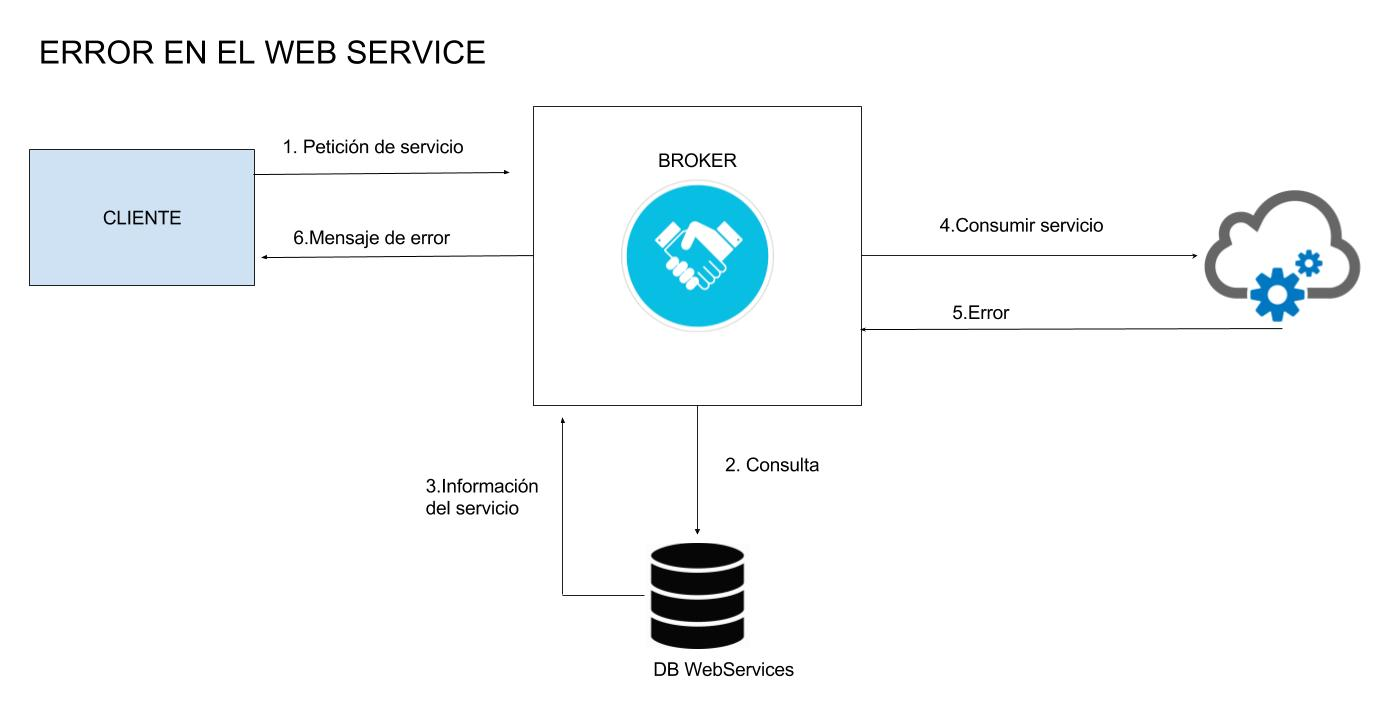 ERROR EN EL WEB SERVICE
1. Petición de servicio
BROKER
CLIENTE
6.Mensaje de error
4.Consumir servicio
5.Error
2. Consulta
3.Información
del servicio
DB WebServices